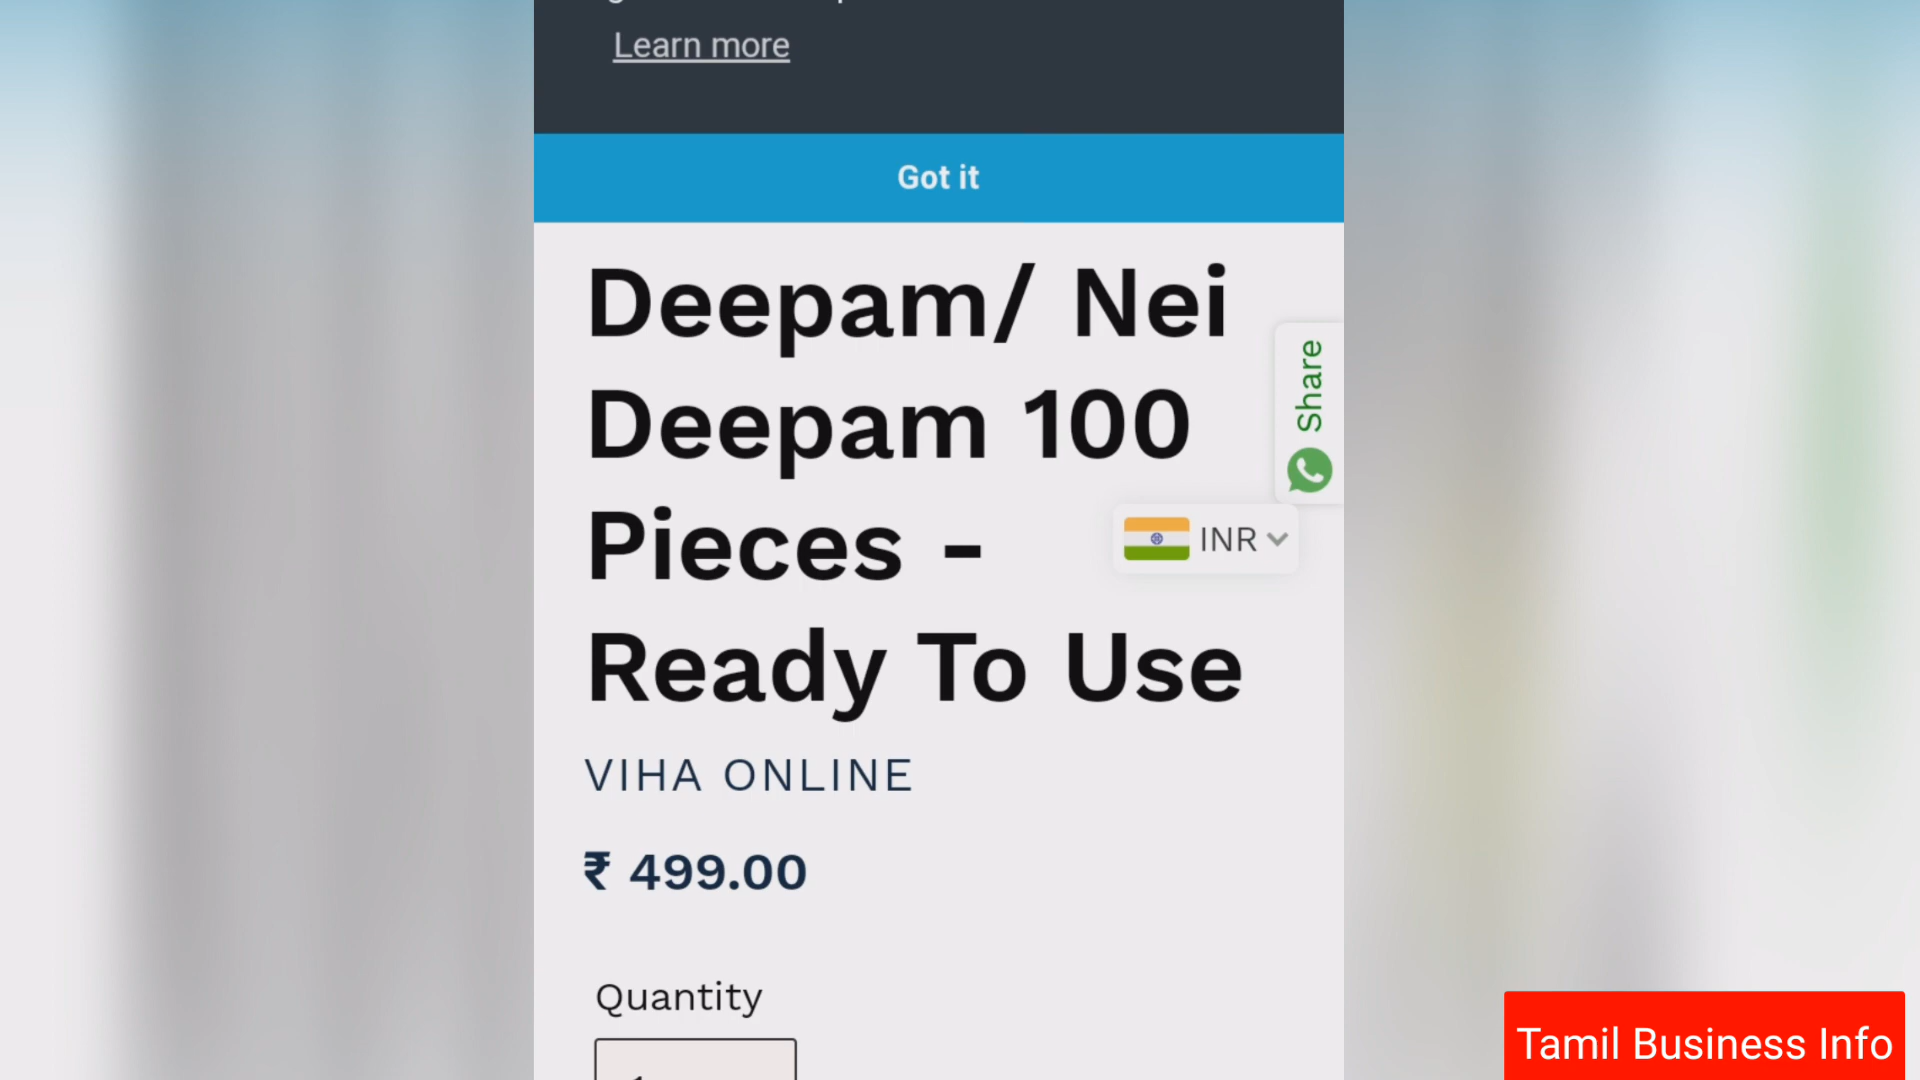 Learn more
Got it
Deepam/ Nei
Deepam 100
Pieces -
Ready To Use
Share
INR
VIHA ONLINE
₹ 499.00
Quantity
Tamil Business Info